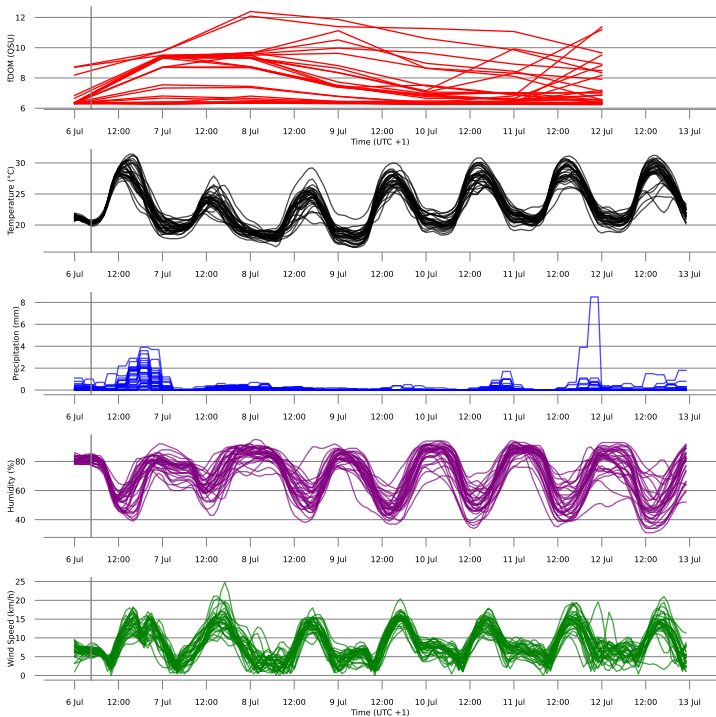 12
10
8
6
fDOM (QSU)
6 Jul 12:00 7 Jul 12:00 8 Jul 12:00 9 Jul 12:00 10 Jul 12:00 11 Jul 12:00 12 Jul 12:00 13 Jul
Time (UTC +1)
30
25
20
Temperature (°C)
6 Jul 12:00 7 Jul 12:00 8 Jul 12:00 9 Jul 12:00 10 Jul 12:00 11 Jul 12:00 12 Jul 12:00 13 Jul
8
6
4
2
0
Precipitation (mm)
6 Jul 12:00 7 Jul 12:00 8 Jul 12:00 9 Jul 12:00 10 Jul 12:00 11 Jul 12:00 12 Jul 12:00 13 Jul
80
60
40
Humidity (%)
6 Jul 12:00 7 Jul 12:00 8 Jul 12:00 9 Jul 12:00 10 Jul 12:00 11 Jul 12:00 12 Jul 12:00 13 Jul
25
20
15
10
5
0
Wind Speed (km/h)
6 Jul 12:00 7 Jul 12:00 8 Jul 12:00 9 Jul 12:00 10 Jul 12:00 11 Jul 12:00 12 Jul 12:00 13 Jul
Time (UTC +1)